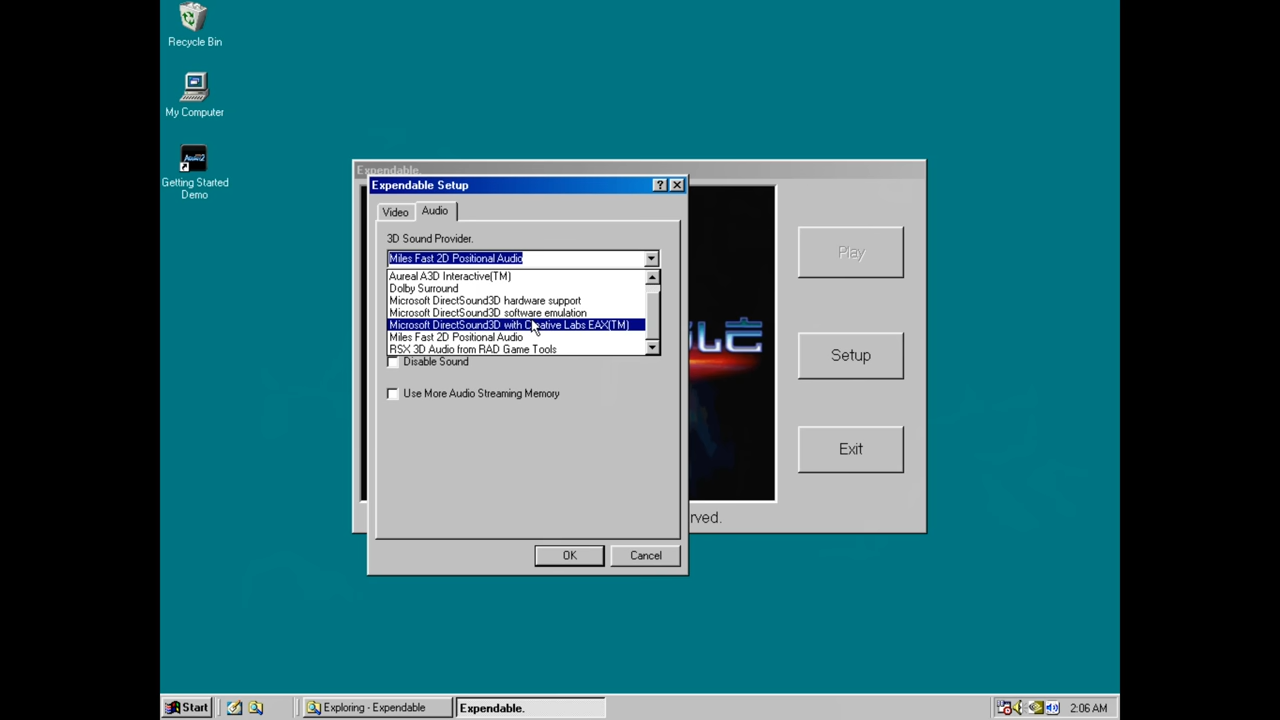 Recycle Bin
My Computer
Getting Started
Demo
Expendable.
Expendable Setup
Video
Audio
3D Sound Provider.
Miles Fast 2D Positional Audio
Aureal A3D Interactive(TM)
Dolby Surround
Microsoft DirectSound3D hardware support
Microsoft DirectSound3D software emulation
Microsoft DirectSound3D with Creative Labs EAX(TM)
Miles Fast 2D Positional Audio
RSX 3D Audio from RAD Game Tools
Disable Sound
Use More Audio Streaming Memory
OK
Cancel
Play
Setup
Exit
rved.
Start
Exploring - Expendable
Expendable.
2:06 AM